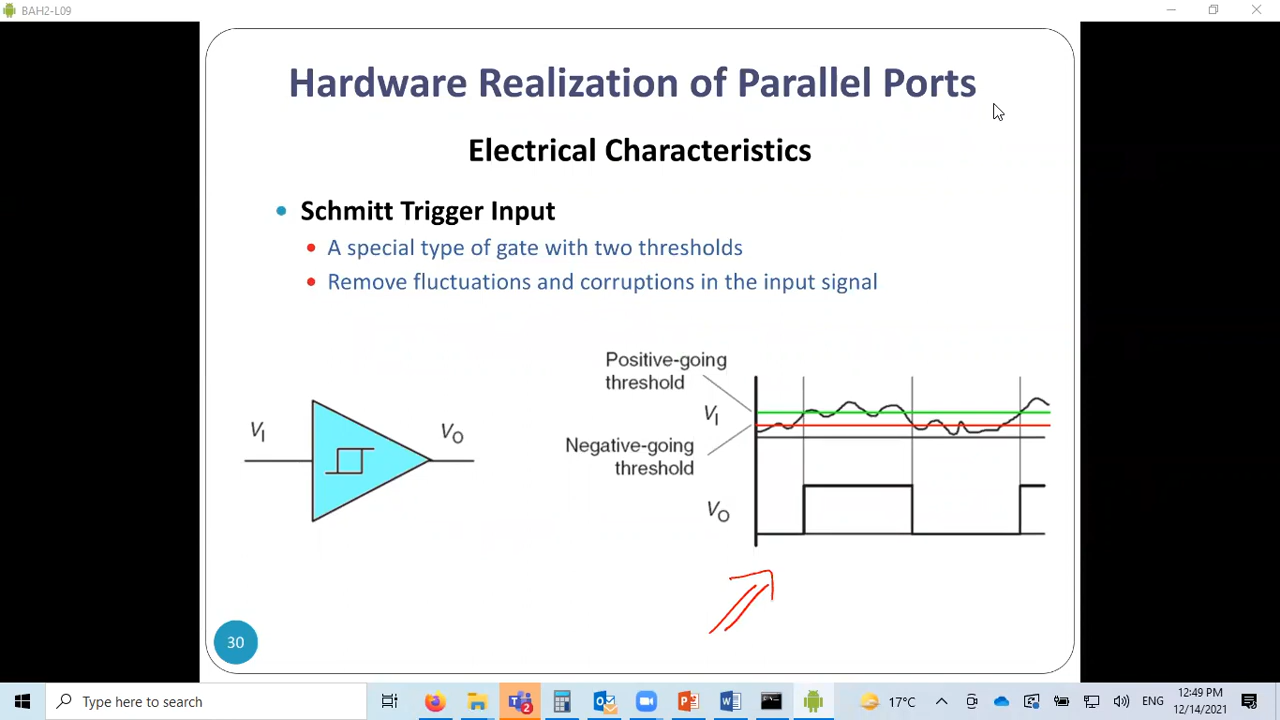 BAH2-L09
Hardware Realization of Parallel Ports
Electrical Characteristics
Schmitt Trigger Input
A special type of gate with two thresholds
Remove fluctuations and corruptions in the input signal
Positive-going
threshold
VI
Negative-going
threshold
VO
VI
VO
30
Type here to search
2
17°C
ENG
12:49 PM
12/14/2021